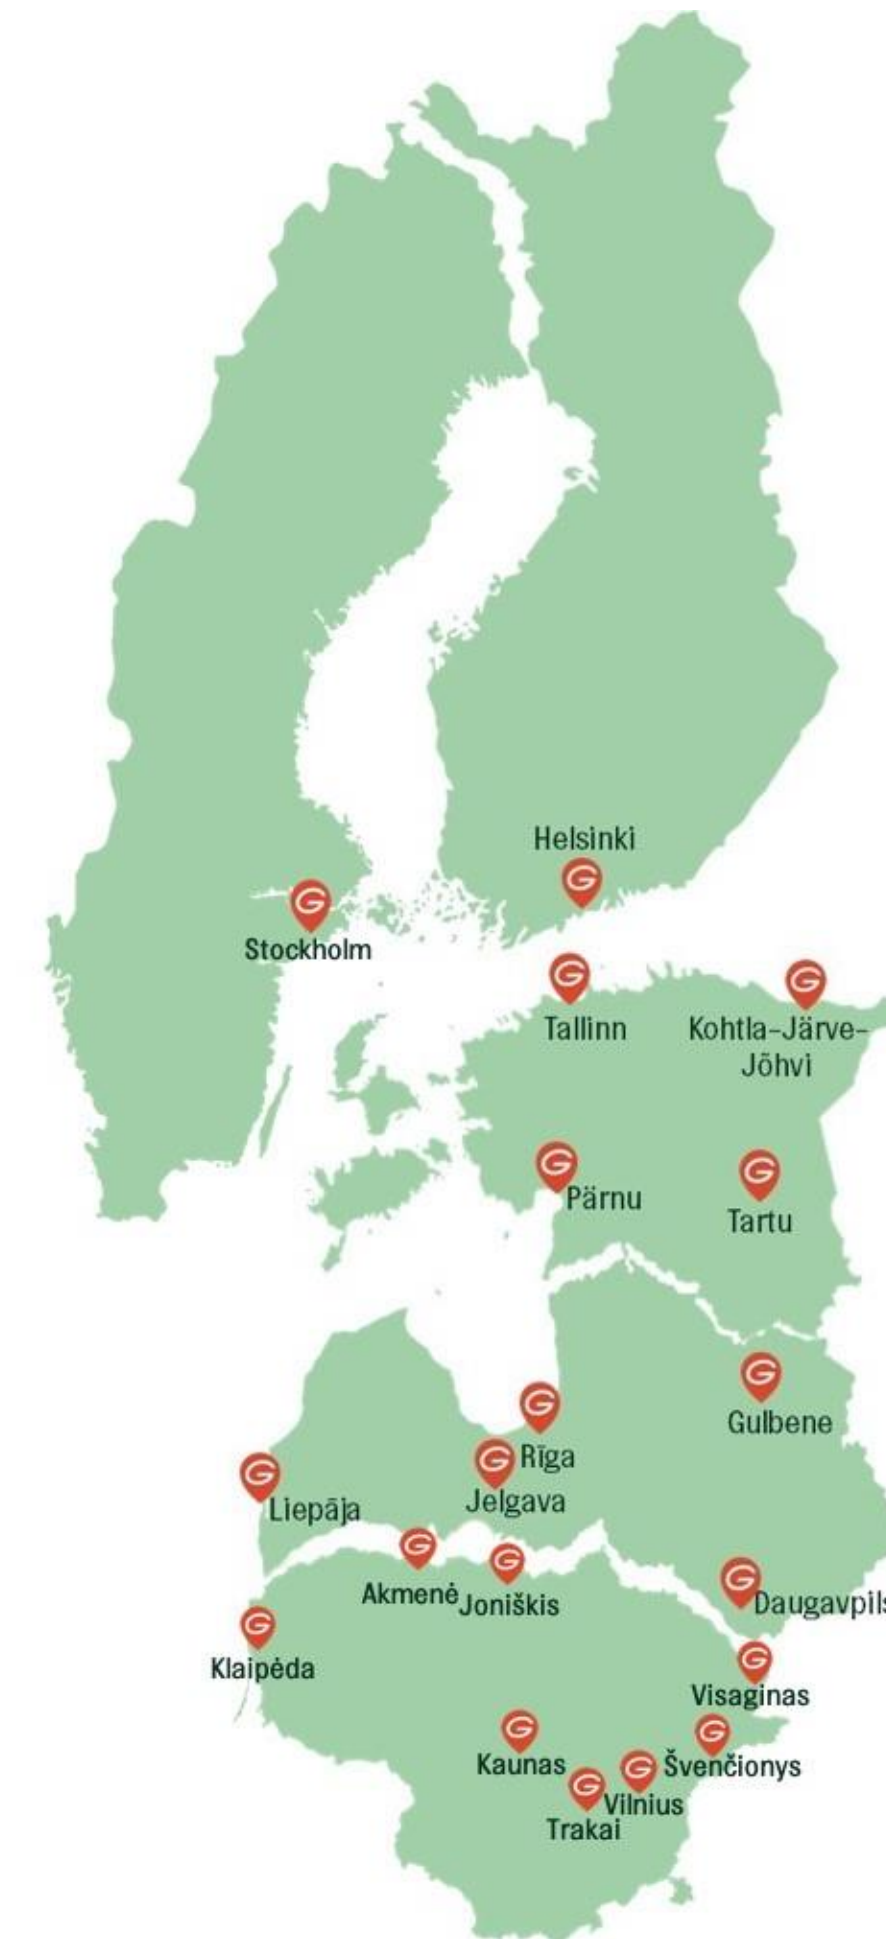 Helsinki
Stockholm
Tallinn
Kohtla-Järve-
Jõhvi
Pärnu
Tartu
Gulbene
Rīga
Jelgava
Liepāja
Akmenė
Joniškis
Daugavpils
Klaipėda
Visaginas
Kaunas
Švenčionys
Vilnius
Trakai